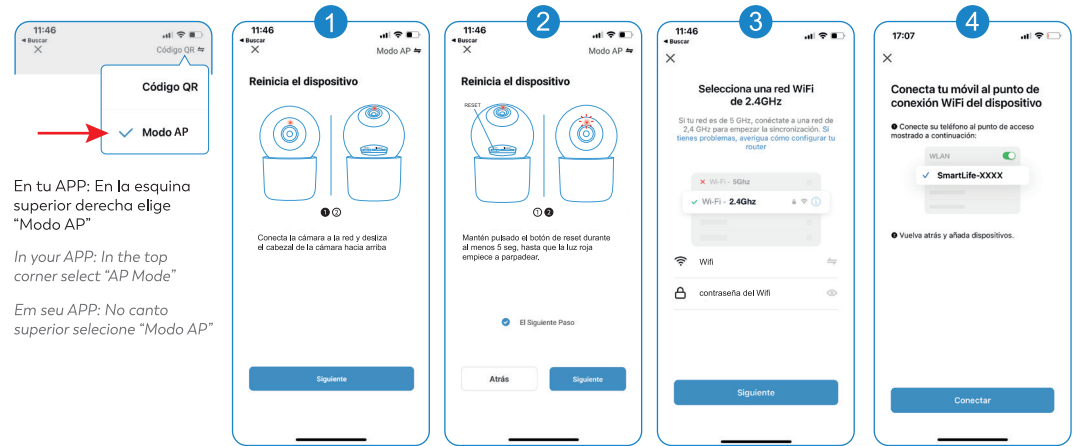 11:46
Buscar
Código QR
Código QR
Modo AP
En tu APP: En la esquina
superior derecha elige
“Modo AP”
In your APP: In the top
corner select “AP Mode”
Em seu APP: No canto
superior selecione “Modo AP”
1
11:46
Buscar
Modo AP
Reinicia el dispositivo
1 2
Conecta la cámara a la red y desliza
el cabezal de la cámara hacia arriba
Siguiente
2
11:46
Buscar
Modo AP
Reinicia el dispositivo
RESET
1 2
Mantén pulsado el botón de reset durante
al menos 5 seg, hasta que la luz roja
empiece a parpadear.
El Siguiente Paso
Atrás
Siguiente
3
11:46
Buscar
Selecciona una red WiFi
de 2.4GHz
Si tu red es de 5 GHz, conéctate a una red de
2,4 GHz para empezar la sincronización. Si
tienes problemas, averigua cómo configurar tu
router
Wi-Fi - 5Ghz
Wi-Fi - 2.4Ghz
Wifi
contraseña del Wifi
Siguiente
4
17:07
Conecta tu móvil al punto de
conexión WiFi del dispositivo
Conecte su teléfono al punto de acceso
mostrado a continuación:
WLAN
SmartLife-XXXX
Vuelva atrás y añada dispositivos.
Conectar